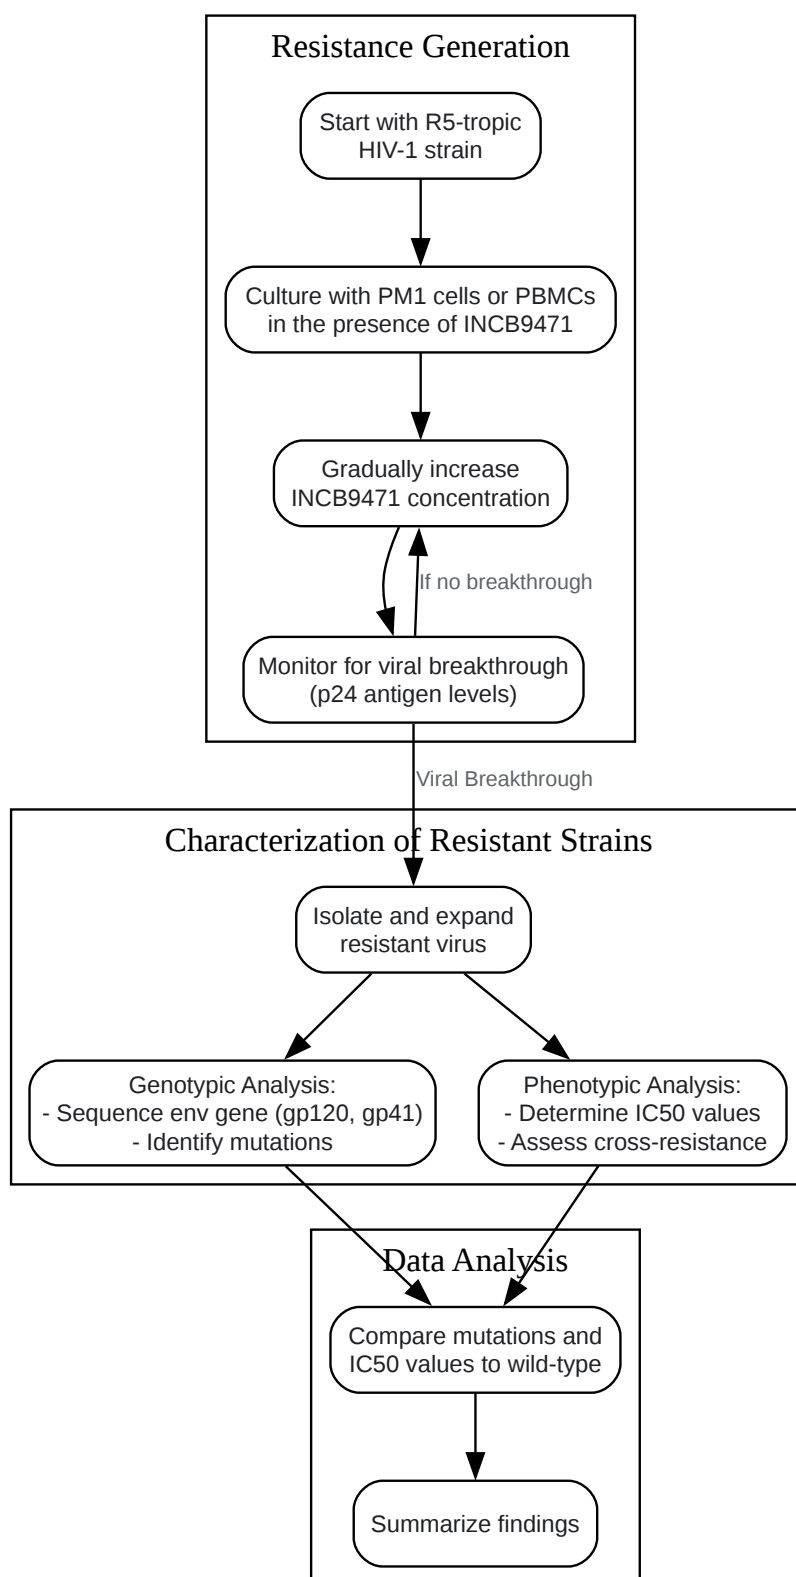 Resistance Generation
Start with R5-tropic
HIV-1 strain
Culture with PM1 cells or PBMCs
in the presence of INCB9471
Gradually increase
INCB9471 concentration
If no breakthrough
Monitor for viral breakthrough
(p24 antigen levels)
Viral Breakthrough
Characterization of Resistant Strains
Isolate and expand
resistant virus
Genotypic Analysis:
- Sequence env gene (gp120, gp41)
- Identify mutations
Phenotypic Analysis:
- Determine IC50 values
- Assess cross-resistance
Data Analysis
Compare mutations and
IC50 values to wild-type
Summarize findings